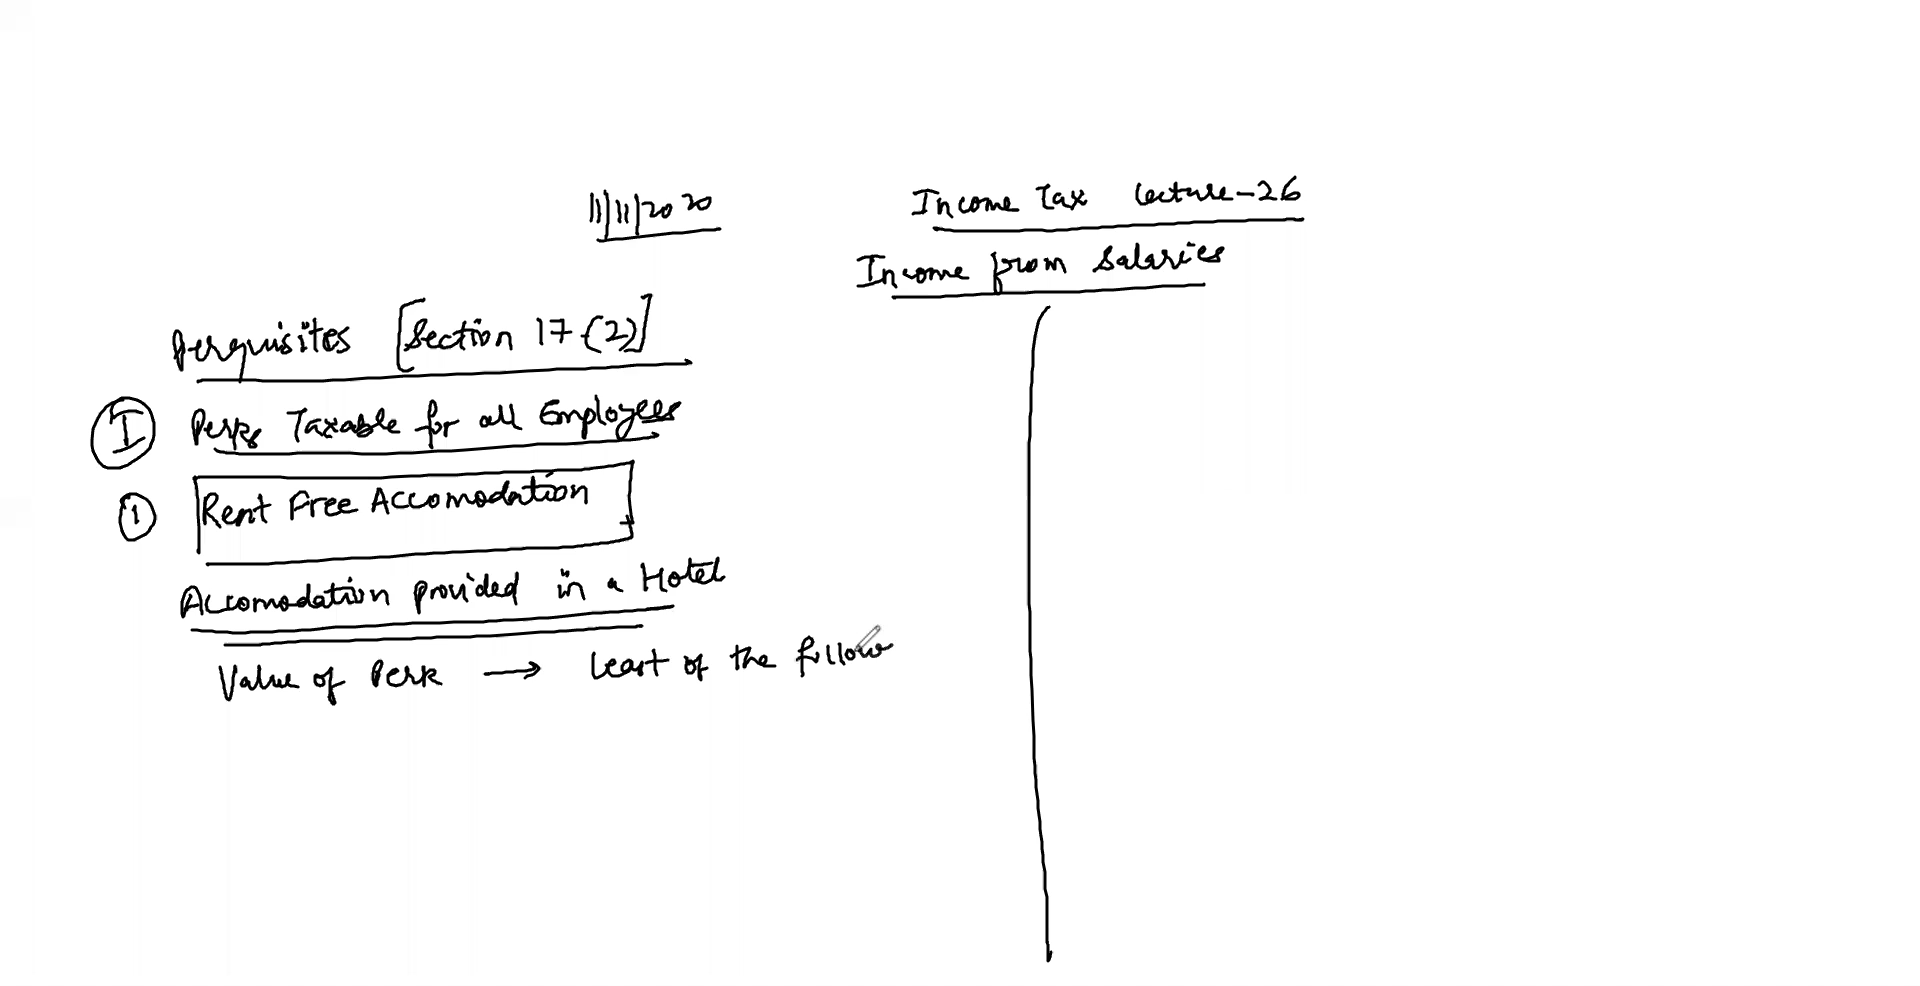 11/11/2020
Income Tax Lecture-26
Income from Salaries
Perquisites [Section 17(2)]
I Perks Taxable for all Employees
1 Rent Free Accomodation
Accomodation provided in a Hotel
Value of Perk → Least of the follow